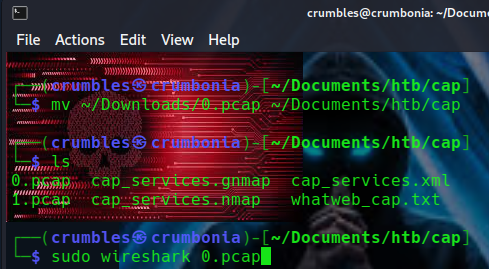 crumbles@crumbonia: ~/Docume
File Actions Edit View Help
┌──(crumbles㉿crumbonia)-[~/Documents/htb/cap]
└─$ mv ~/Downloads/0.pcap ~/Documents/htb/cap
┌──(crumbles㉿crumbonia)-[~/Documents/htb/cap]
└─$ ls
0.pcap cap_services.gnmap cap_services.xml
1.pcap cap_services.nmap whatweb_cap.txt
┌──(crumbles㉿crumbonia)-[~/Documents/htb/cap]
└─$ sudo wireshark 0.pcap